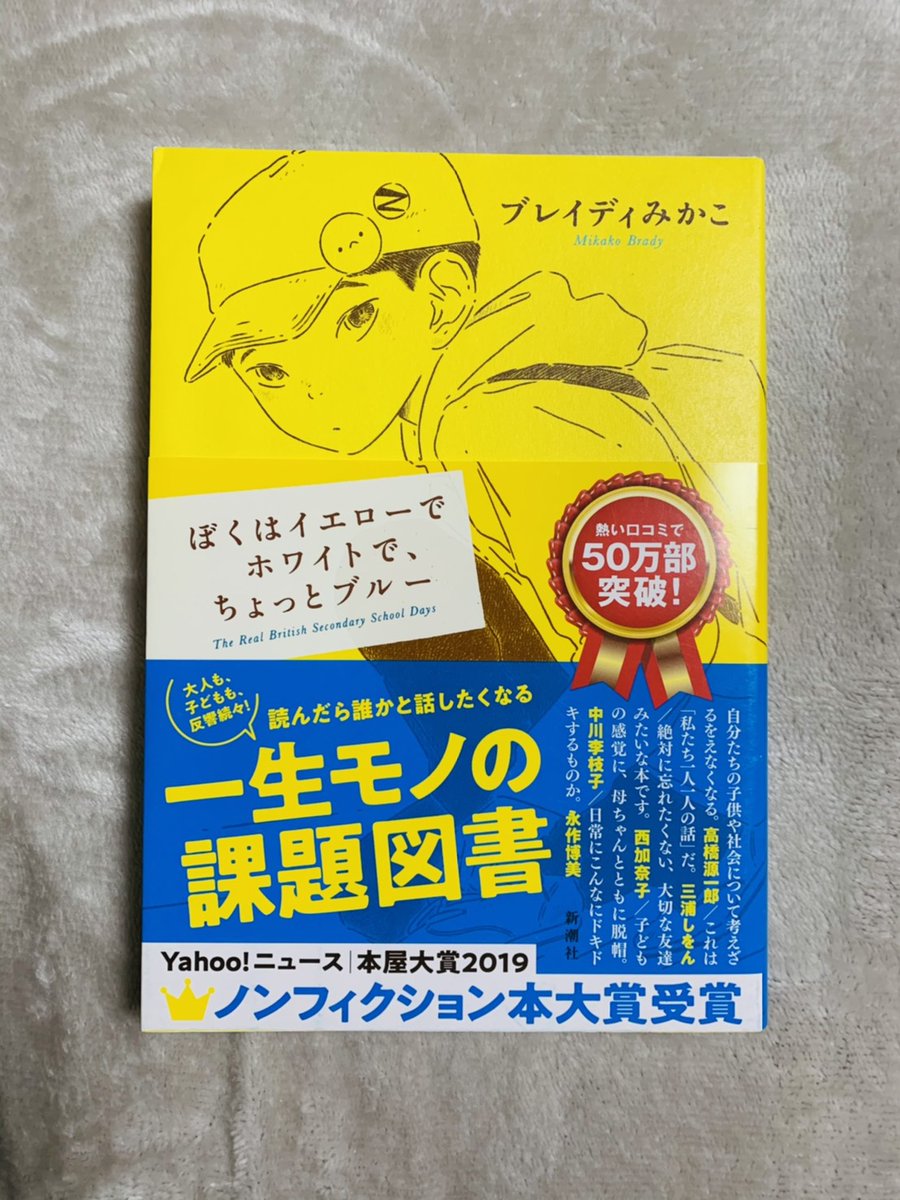 ブレイディみかこ
Mikako Brady
N
ぼくはイエローで
ホワイトで、
ちょっとブルー
The Real British Secondary School Days
熱い口コミで
50万部
突破!
大人も、
子どもも、
反響続々!
読んだら誰かと話したくなる
一生モノの
課題図書
自分たちの子供や社会について考えざ
るをえなくなる。高橋源一郎/これは
「私たち一人一人の話」だ。三浦しをん
/絶対に忘れたくない、大切な友達
みたいな本です。西加奈子/子ども
の感覚に、母ちゃんとともに脱帽。
中川李枝子/日常にこんなにドキド
キするものか。永作博美
新潮社
Yahoo!ニュース|本屋大賞2019
ノンフィクション本大賞受賞